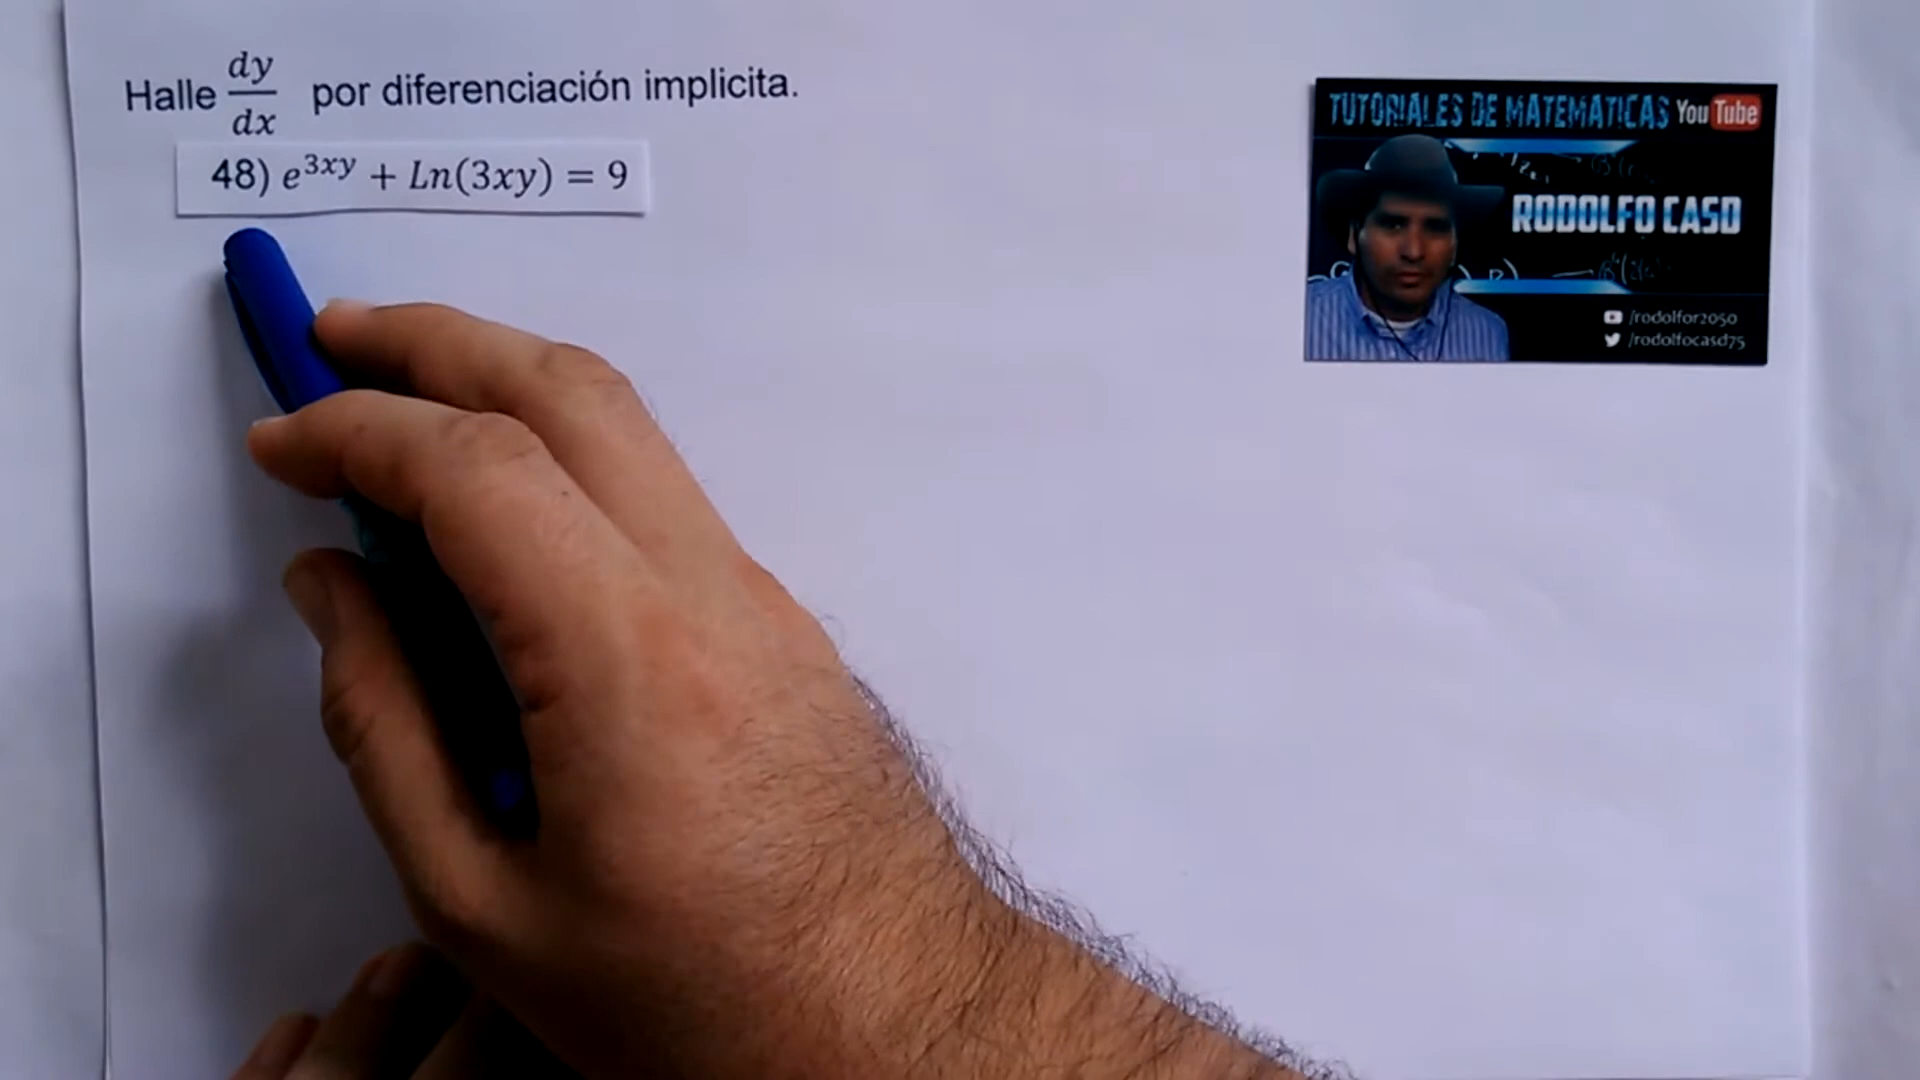 Halle dy/dx por diferenciación implicita.
48) e^{3xy} + Ln(3xy) = 9
TUTORIALES DE MATEMATICAS YouTube
RODOLFO CASD
/rodolfor2050
/rodolfocasd75